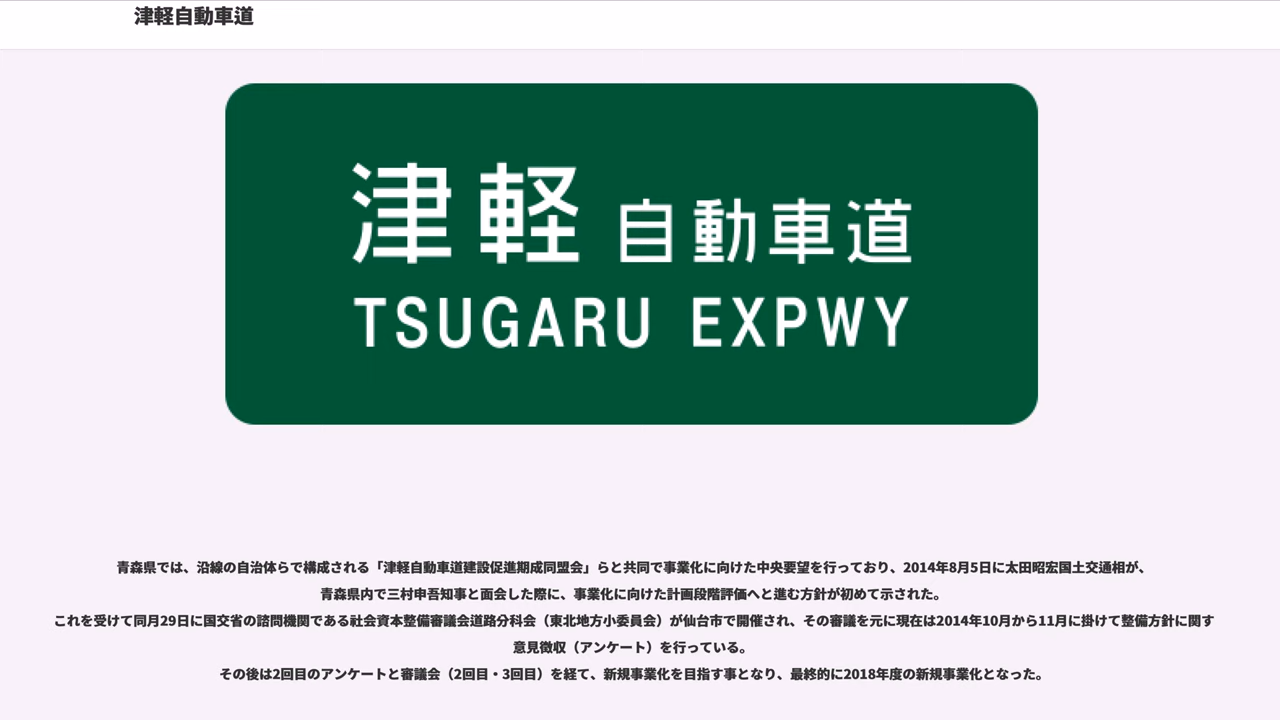 津軽自動車道
津軽 自動車道
TSUGARU EXPWY
青森県では、沿線の自治体らで構成される「津軽自動車道建設促進期成同盟会」らと共同で事業化に向けた中央要望を行っており、2014年8月5日に太田昭宏国土交通相が、
青森県内で三村申吾知事と面会した際に、事業化に向けた計画段階評価へと進む方針が初めて示された。
これを受けて同月29日に国交省の諮問機関である社会資本整備審議会道路分科会（東北地方小委員会）が仙台市で開催され、その審議を元に現在は2014年10月から11月に掛けて整備方針に関す
意見徴収（アンケート）を行っている。
その後は2回目のアンケートと審議会（2回目・3回目）を経て、新規事業化を目指す事となり、最終的に2018年度の新規事業化となった。